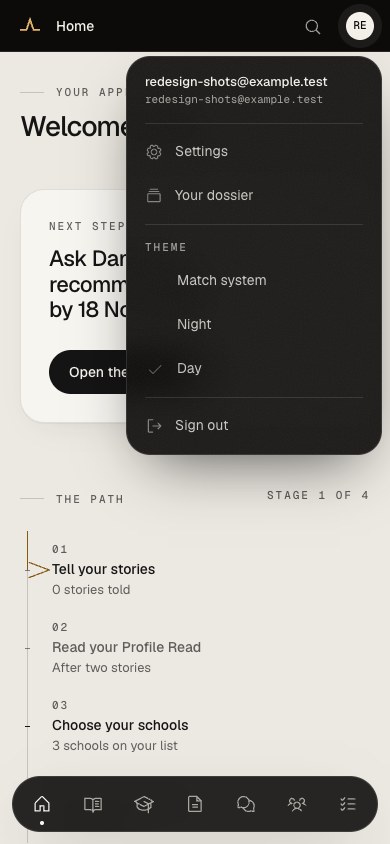 Home
RE
redesign-shots@example.test
redesign-shots@example.test
Settings
Your dossier
THEME
Match system
Night
Day
Sign out
YOUR APP
Welcome
NEXT STEP
Ask Dar
recomm
by 18 No
Open the
THE PATH
STAGE 1 OF 4
01
Tell your stories
0 stories told
02
Read your Profile Read
After two stories
03
Choose your schools
3 schools on your list